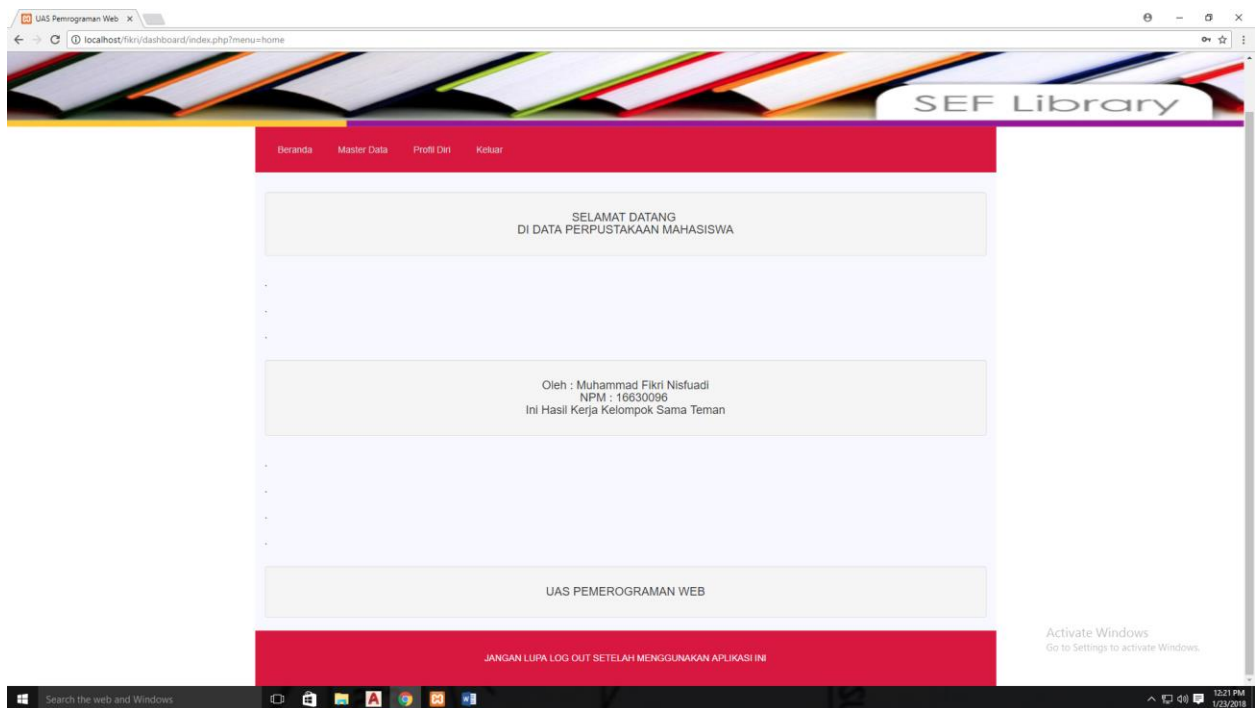 UAS Pemrograman Web
localhost/fikri/dashboard/index.php?menu=home
SEF Library
Beranda Master Data Profil Diri Keluar
SELAMAT DATANG
DI DATA PERPUSTAKAAN MAHASISWA
.
.
.
Oleh : Muhammad Fikri Nisfuadi
NPM : 16630096
Ini Hasil Kerja Kelompok Sama Teman
.
.
.
.
UAS PEMEROGRAMAN WEB
JANGAN LUPA LOG OUT SETELAH MENGGUNAKAN APLIKASI INI
Activate Windows
Go to Settings to activate Windows.
Search the web and Windows
12:21 PM
1/23/2018